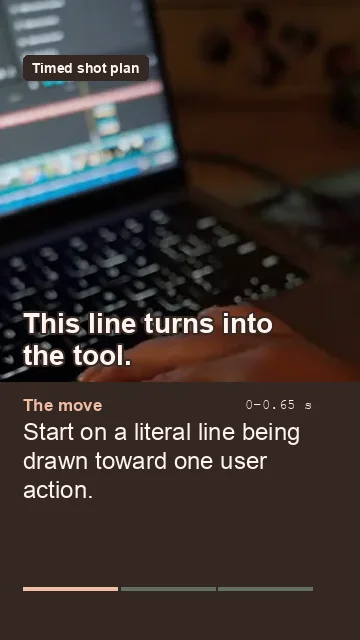 Timed shot plan
This line turns into
the tool.
The move
0–0.65 s
Start on a literal line being
drawn toward one user
action.